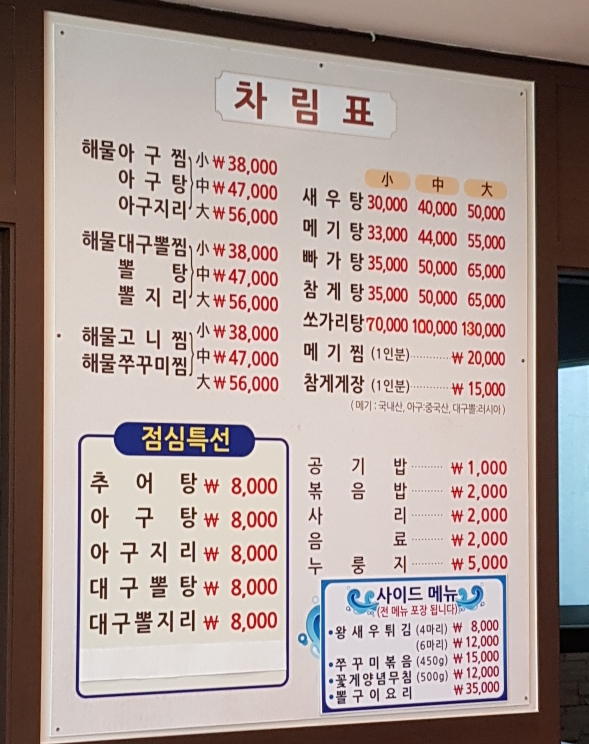 차림표
해물아구찜 小 ₩38,000
아구탕 中 ₩47,000
아구지리 大 ₩56,000
해물대구뽈찜 小 ₩38,000
뽈탕 中 ₩47,000
뽈지리 大 ₩56,000
해물고니찜 小 ₩38,000
해물쭈꾸미찜 中 ₩47,000
大 ₩56,000
小 中 大
새우탕 30,000 40,000 50,000
메기탕 33,000 44,000 55,000
빠가탕 35,000 50,000 65,000
참게탕 35,000 50,000 65,000
쏘가리탕 70,000 100,000 130,000
메기찜 (1인분) ₩20,000
참게게장 (1인분) ₩15,000
(메기 : 국내산, 아구:중국산, 대구뽈:러시아)
점심특선
추어탕 ₩ 8,000
아구탕 ₩ 8,000
아구지리 ₩ 8,000
대구뽈탕 ₩ 8,000
대구뽈지리 ₩ 8,000
공기밥 ₩1,000
볶음밥 ₩2,000
사리 ₩2,000
음료 ₩2,000
누룽지 ₩5,000
사이드 메뉴
(전 메뉴 포장 됩니다)
•왕새우튀김 (4마리) ₩ 8,000
(6마리) ₩12,000
•쭈꾸미볶음 (450g) ₩15,000
•꽃게양념무침 (500g) ₩12,000
•뽈구이요리 ₩35,000